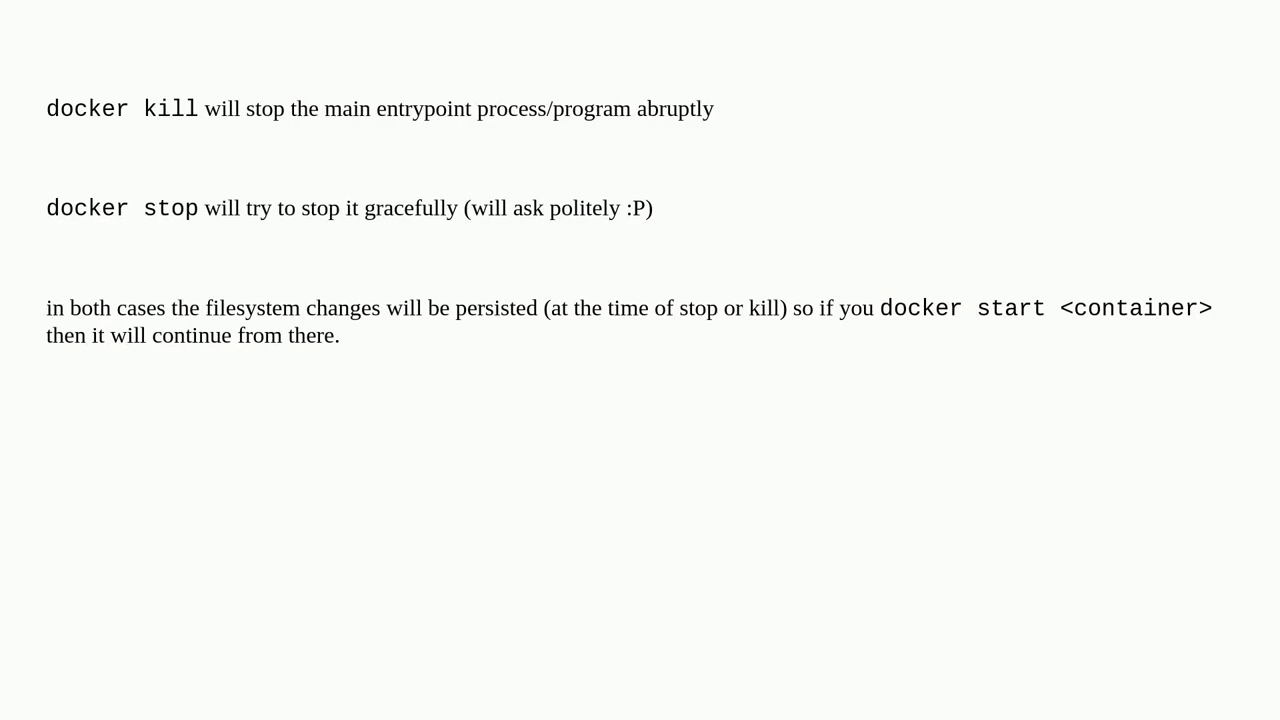 docker kill will stop the main entrypoint process/program abruptly
docker stop will try to stop it gracefully (will ask politely :P)
in both cases the filesystem changes will be persisted (at the time of stop or kill) so if you docker start <container>
then it will continue from there.